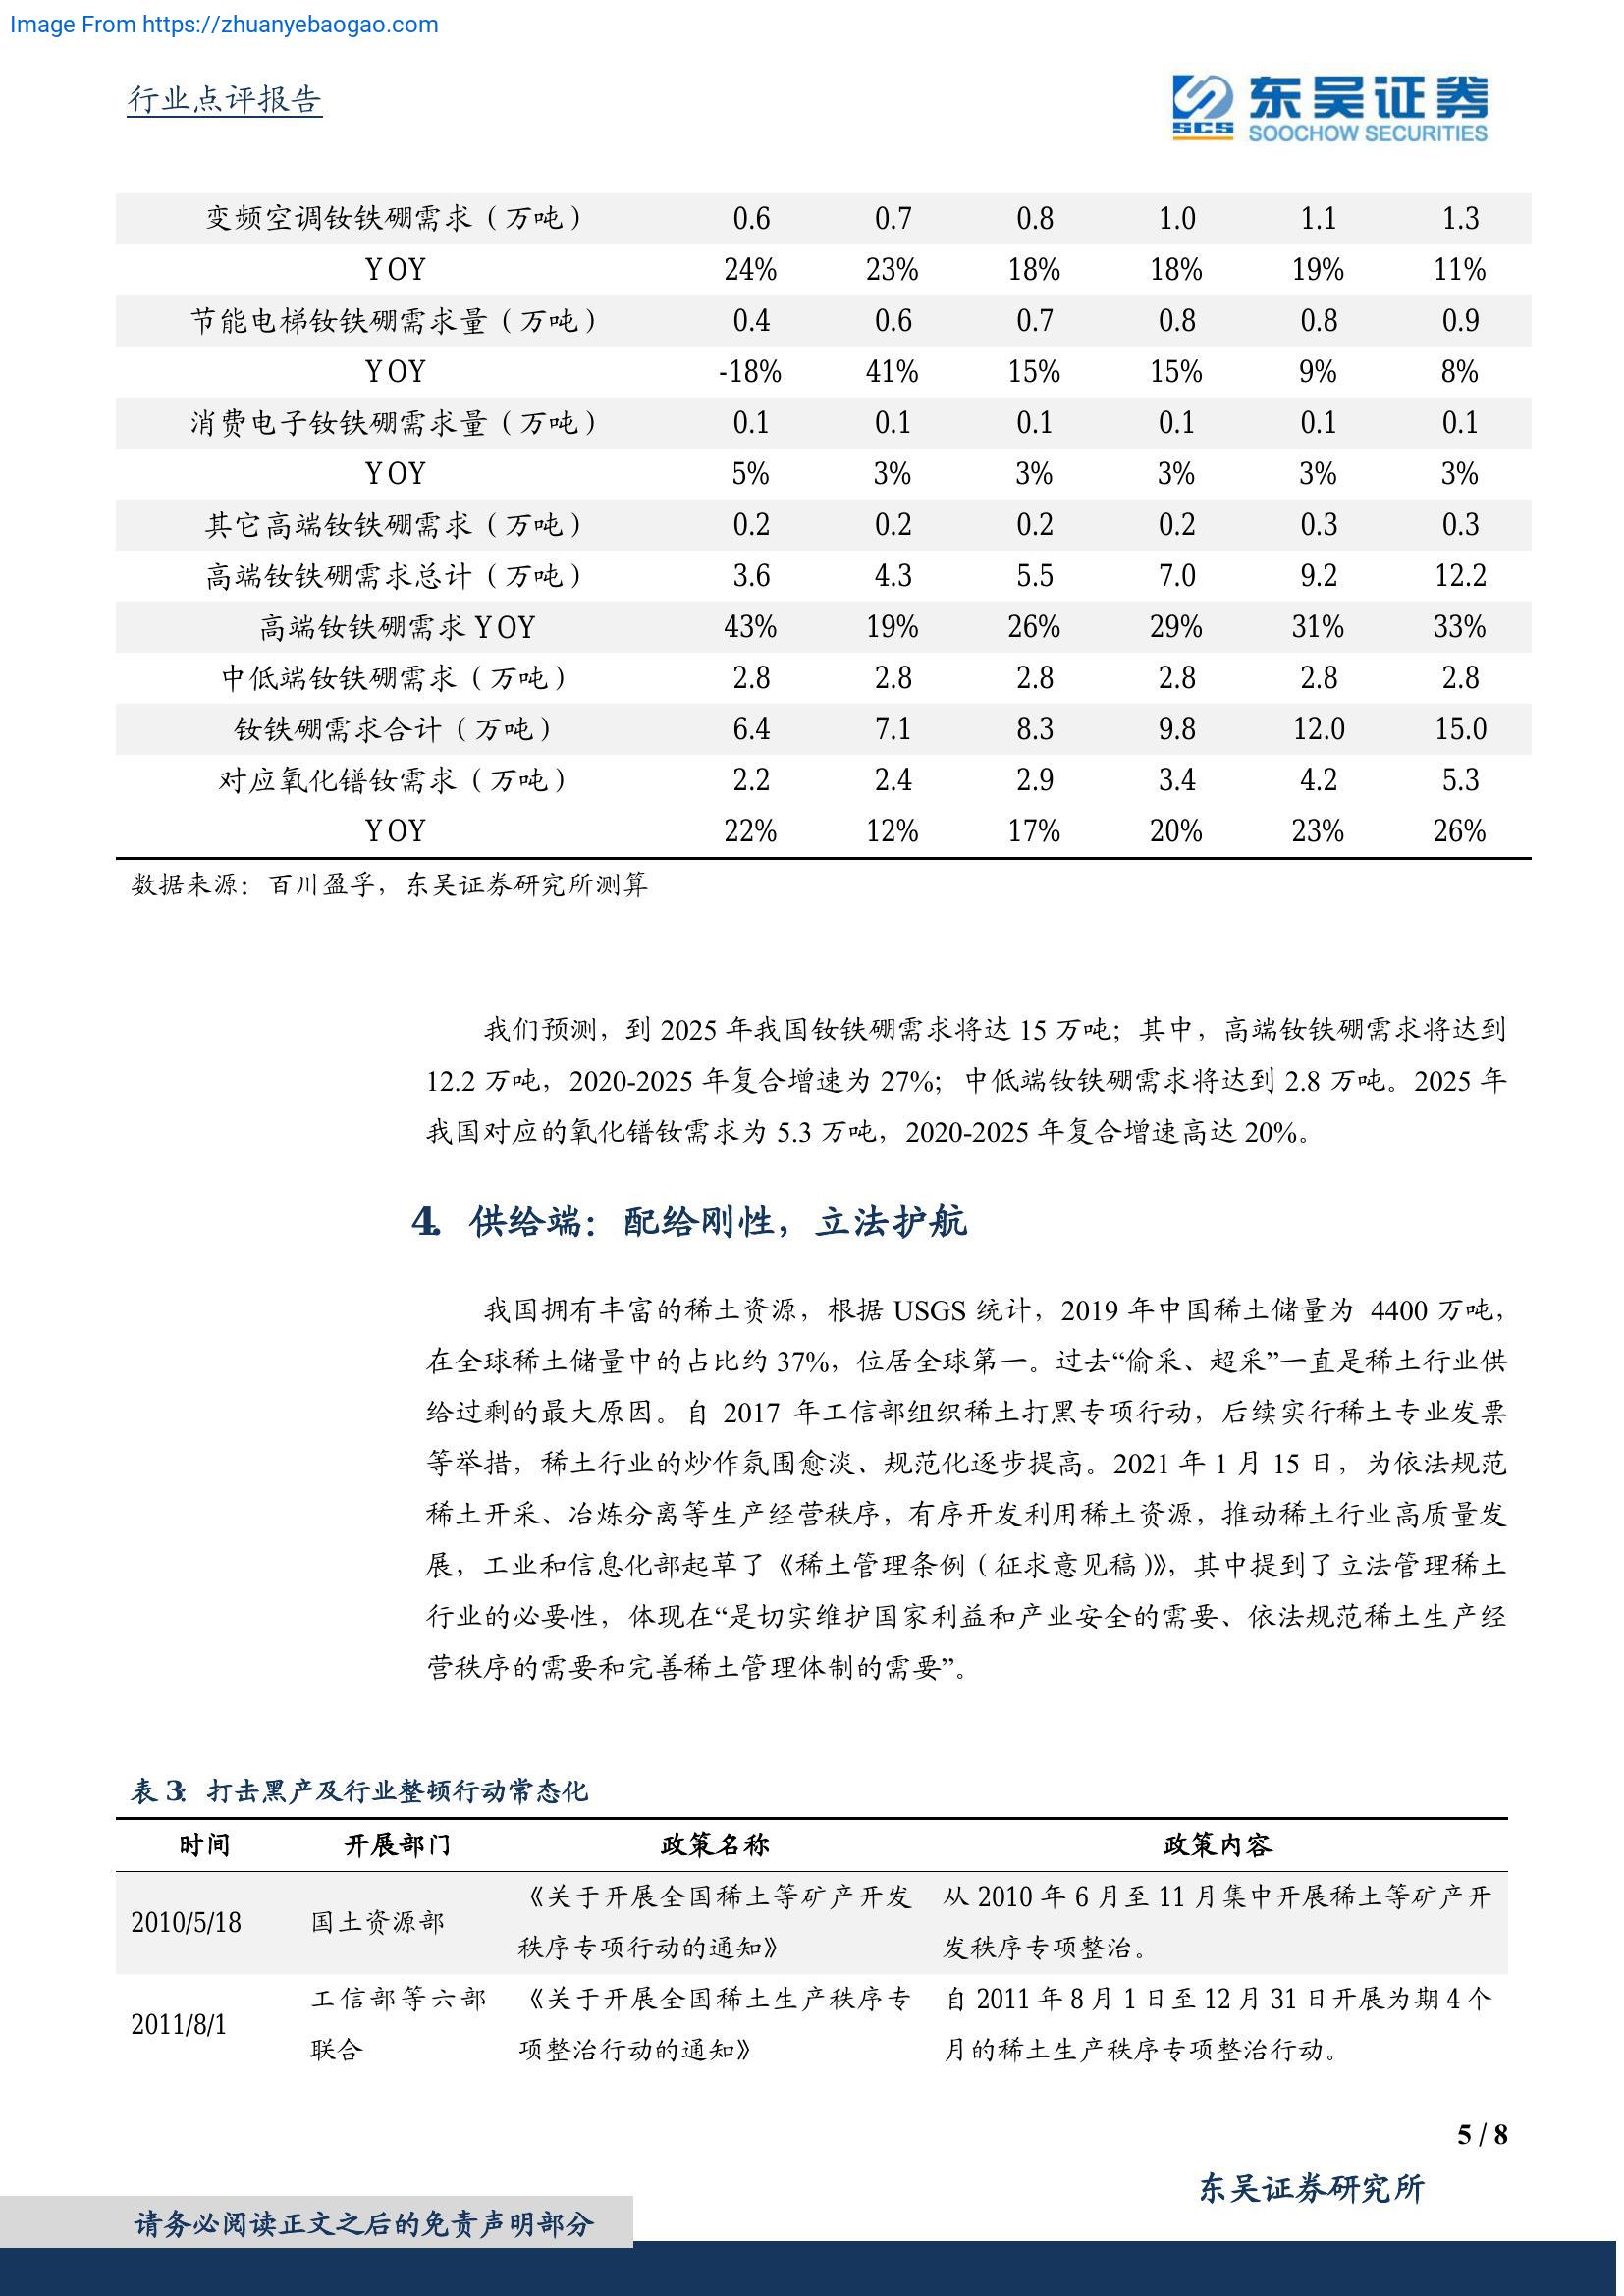 Image From https://zhuanyebaogao.com
行业点评报告
SCS 东吴证券
SOOCHOW SECURITIES
变频空调钕铁硼需求（万吨） 0.6 0.7 0.8 1.0 1.1 1.3
YOY 24% 23% 18% 18% 19% 11%
节能电梯钕铁硼需求量（万吨） 0.4 0.6 0.7 0.8 0.8 0.9
YOY -18% 41% 15% 15% 9% 8%
消费电子钕铁硼需求量（万吨） 0.1 0.1 0.1 0.1 0.1 0.1
YOY 5% 3% 3% 3% 3% 3%
其它高端钕铁硼需求（万吨） 0.2 0.2 0.2 0.2 0.3 0.3
高端钕铁硼需求总计（万吨） 3.6 4.3 5.5 7.0 9.2 12.2
高端钕铁硼需求 YOY 43% 19% 26% 29% 31% 33%
中低端钕铁硼需求（万吨） 2.8 2.8 2.8 2.8 2.8 2.8
钕铁硼需求合计（万吨） 6.4 7.1 8.3 9.8 12.0 15.0
对应氧化镨钕需求（万吨） 2.2 2.4 2.9 3.4 4.2 5.3
YOY 22% 12% 17% 20% 23% 26%
数据来源：百川盈孚，东吴证券研究所测算
我们预测，到 2025 年我国钕铁硼需求将达 15 万吨；其中，高端钕铁硼需求将达到
12.2 万吨，2020-2025 年复合增速为 27%；中低端钕铁硼需求将达到 2.8 万吨。2025 年
我国对应的氧化镨钕需求为 5.3 万吨，2020-2025 年复合增速高达 20%。
4. 供给端：配给刚性，立法护航
我国拥有丰富的稀土资源，根据 USGS 统计，2019 年中国稀土储量为 4400 万吨，
在全球稀土储量中的占比约 37%，位居全球第一。过去“偷采、超采”一直是稀土行业供
给过剩的最大原因。自 2017 年工信部组织稀土打黑专项行动，后续实行稀土专业发票
等举措，稀土行业的炒作氛围愈淡、规范化逐步提高。2021 年 1 月 15 日，为依法规范
稀土开采、冶炼分离等生产经营秩序，有序开发利用稀土资源，推动稀土行业高质量发
展，工业和信息化部起草了《稀土管理条例（征求意见稿）》，其中提到了立法管理稀土
行业的必要性，体现在“是切实维护国家利益和产业安全的需要、依法规范稀土生产经
营秩序的需要和完善稀土管理体制的需要”。
表 3：打击黑产及行业整顿行动常态化
时间 开展部门 政策名称 政策内容
《关于开展全国稀土等矿产开发 从 2010 年 6 月至 11 月集中开展稀土等矿产开
2010/5/18 国土资源部
秩序专项行动的通知》 发秩序专项整治。
工信部等六部 《关于开展全国稀土生产秩序专 自 2011 年 8 月 1 日至 12 月 31 日开展为期 4 个
2011/8/1
联合 项整治行动的通知》 月的稀土生产秩序专项整治行动。
5 / 8
东吴证券研究所
请务必阅读正文之后的免责声明部分